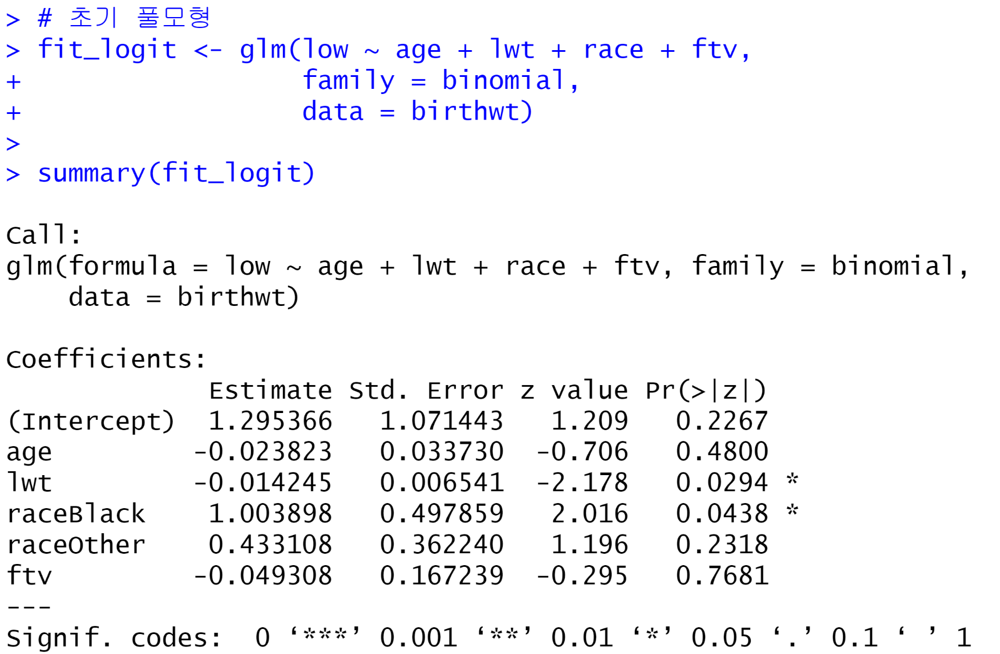 > # 초기 풀모형
> fit_logit <- glm(low ~ age + lwt + race + ftv,
+                  family = binomial,
+                  data = birthwt)
>
> summary(fit_logit)

Call:
glm(formula = low ~ age + lwt + race + ftv, family = binomial,
    data = birthwt)

Coefficients:
             Estimate Std. Error z value Pr(>|z|)
(Intercept)  1.295366   1.071443   1.209   0.2267
age         -0.023823   0.033730  -0.706   0.4800
lwt         -0.014245   0.006541  -2.178   0.0294 *
raceBlack    1.003898   0.497859   2.016   0.0438 *
raceOther    0.433108   0.362240   1.196   0.2318
ftv         -0.049308   0.167239  -0.295   0.7681
---
Signif. codes:  0 ‘***’ 0.001 ‘**’ 0.01 ‘*’ 0.05 ‘.’ 0.1 ‘ ’ 1